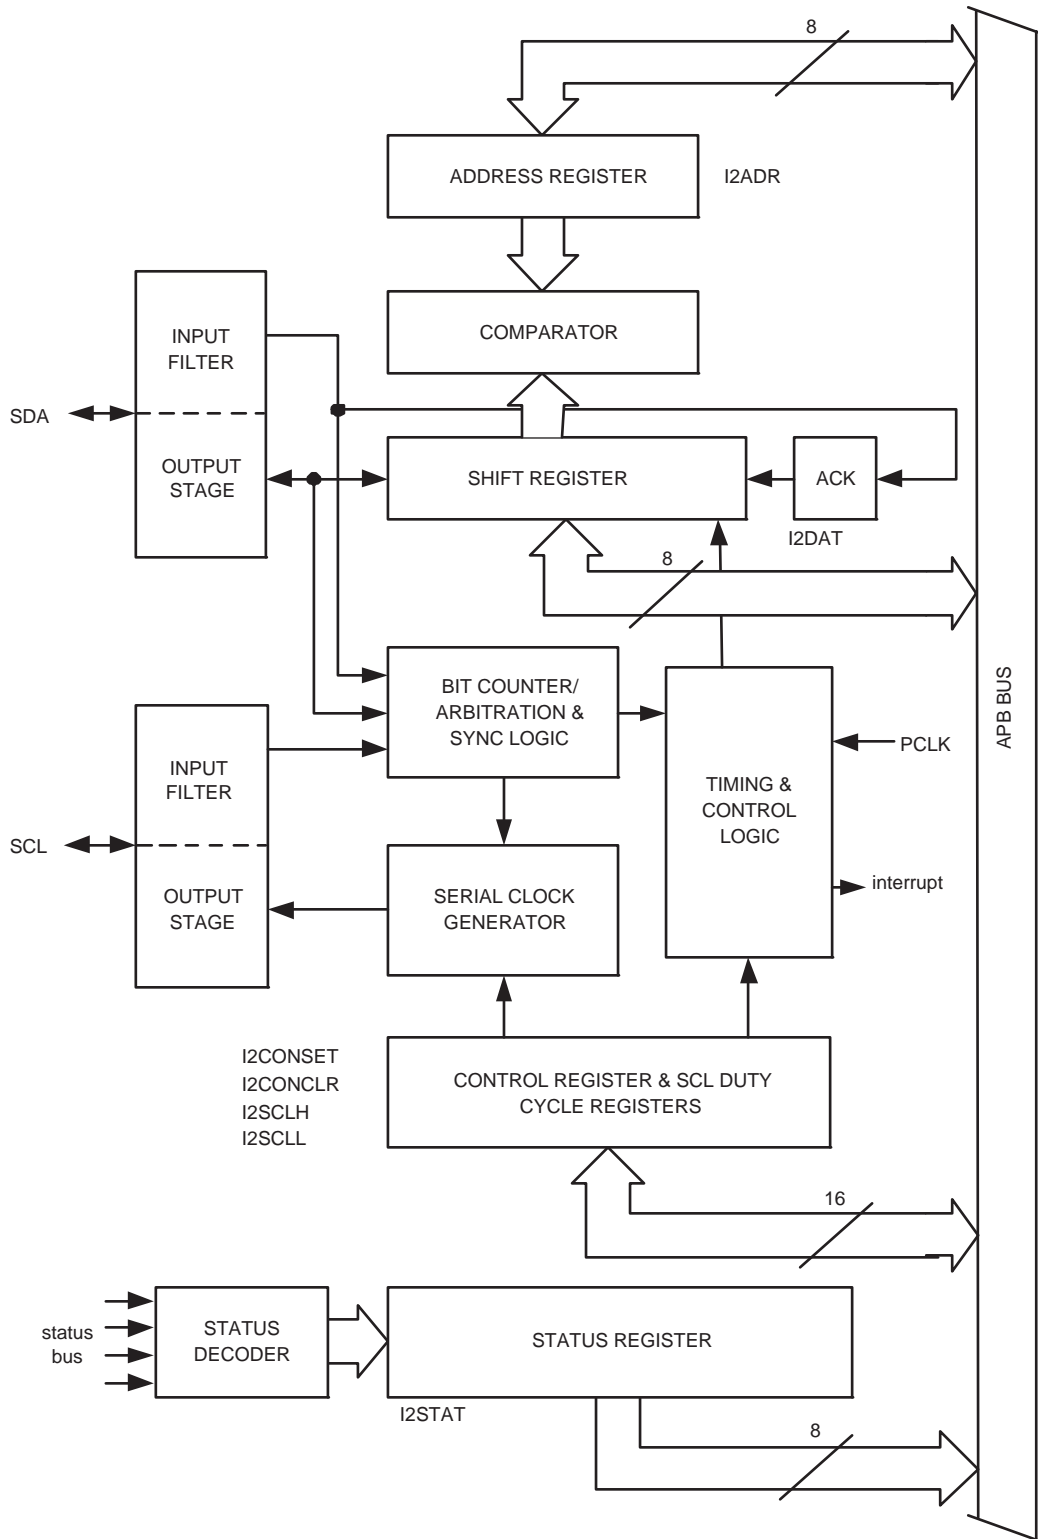 8
ADDRESS REGISTER
I2ADR
COMPARATOR
INPUT
FILTER
SDA
OUTPUT
STAGE
SHIFT REGISTER
ACK
I2DAT
8
BIT COUNTER/
ARBITRATION &
SYNC LOGIC
APB BUS
PCLK
INPUT
FILTER
TIMING &
CONTROL
LOGIC
SCL
OUTPUT
STAGE
SERIAL CLOCK
GENERATOR
interrupt
I2CONSET
I2CONCLR
I2SCLH
I2SCLL
CONTROL REGISTER & SCL DUTY
CYCLE REGISTERS
16
status
bus
STATUS
DECODER
STATUS REGISTER
I2STAT
8